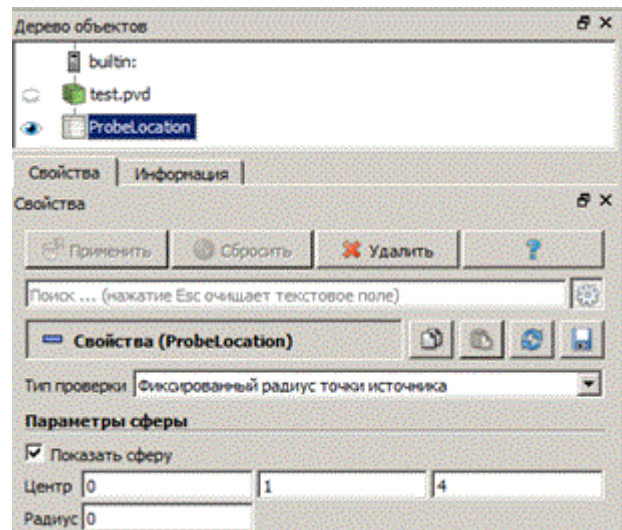 Дерево объектов
builtin:
test.pvd
ProbeLocation
Свойства Информация
Свойства
Применить Сбросить Удалить ?
Поиск ... (нажатие Esc очищает текстовое поле)
Свойства (ProbeLocation)
Тип проверки Фиксированный радиус точки источника
Параметры сферы
Показать сферу
Центр 0 1 4
Радиус 0